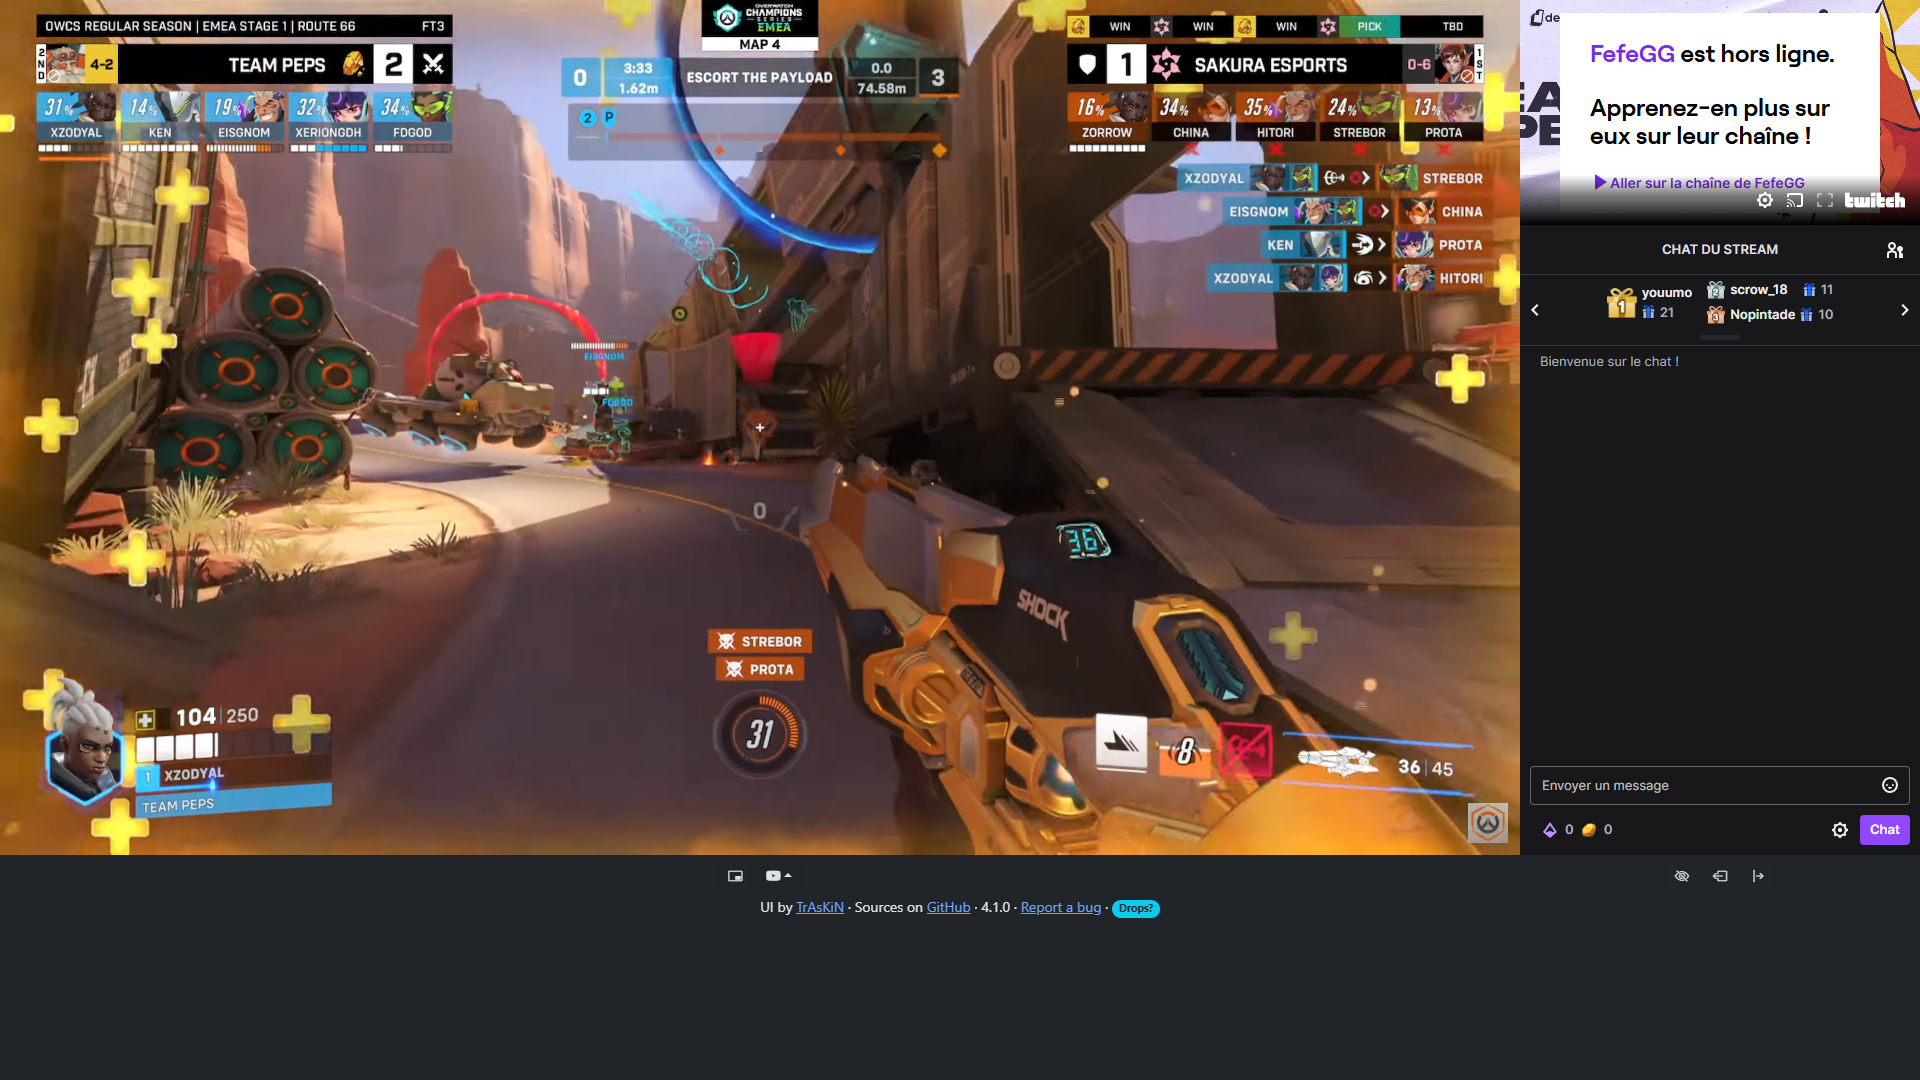 OWCS REGULAR SEASON | EMEA STAGE 1 | ROUTE 66 FT3
2ND 4-2 TEAM PEPS 2
31% 14% 19% 32% 34%
XZODYAL KEN EISGNOM XERIONGDH FDGOD
OVERWATCH
CHAMPIONS
SERIES
EMEA
MAP 4
0 3:33 1.62m ESCORT THE PAYLOAD 0.0 74.58m 3
2 P
WIN WIN WIN PICK TBD
1 SAKURA ESPORTS 0-6 1ST
16% 34% 35% 24% 13%
ZORROW CHINA HITORI STREBOR PROTA
XZODYAL STREBOR
EISGNOM CHINA
KEN PROTA
XZODYAL HITORI
EISGNOM
FDGOD
0
36
SHOCK
STREBOR
PROTA
31
104 | 250
1 XZODYAL
TEAM PEPS
8
36 | 45
FefeGG est hors ligne.
Apprenez-en plus sur
eux sur leur chaîne !
Aller sur la chaîne de FefeGG
twitch
CHAT DU STREAM
1 youumo 21
2 scrow_18 11
3 Nopintade 10
Bienvenue sur le chat !
Envoyer un message
0 0 Chat
UI by TrAsKiN · Sources on GitHub · 4.1.0 · Report a bug · Drops?